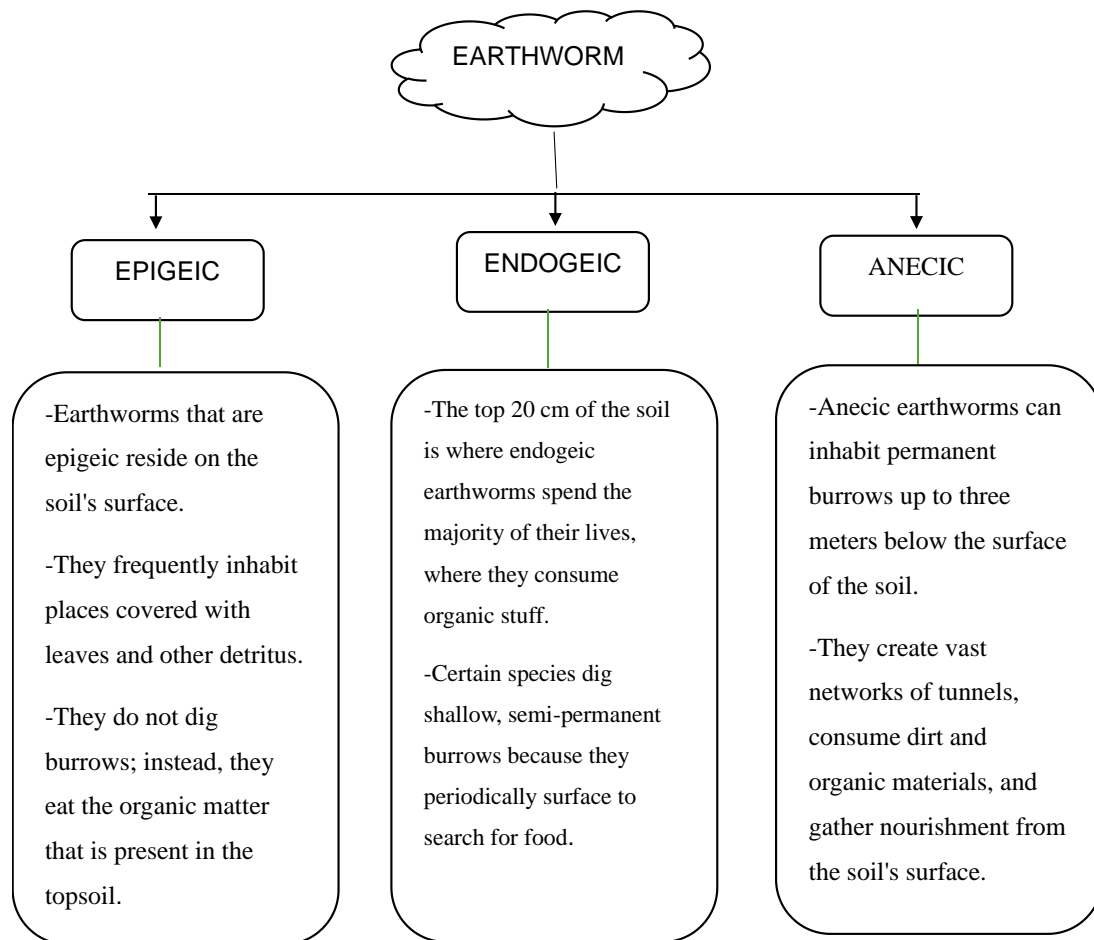 EARTHWORM
EPIGEIC
ENDOGEIC
ANECIC
-Earthworms that are
epigeic reside on the
soil's surface.
-They frequently inhabit
places covered with
leaves and other detritus.
-They do not dig
burrows; instead, they
eat the organic matter
that is present in the
topsoil.
-The top 20 cm of the soil
is where endogeic
earthworms spend the
majority of their lives,
where they consume
organic stuff.
-Certain species dig
shallow, semi-permanent
burrows because they
periodically surface to
search for food.
-Anecic earthworms can
inhabit permanent
burrows up to three
meters below the surface
of the soil.
-They create vast
networks of tunnels,
consume dirt and
organic materials, and
gather nourishment from
the soil's surface.